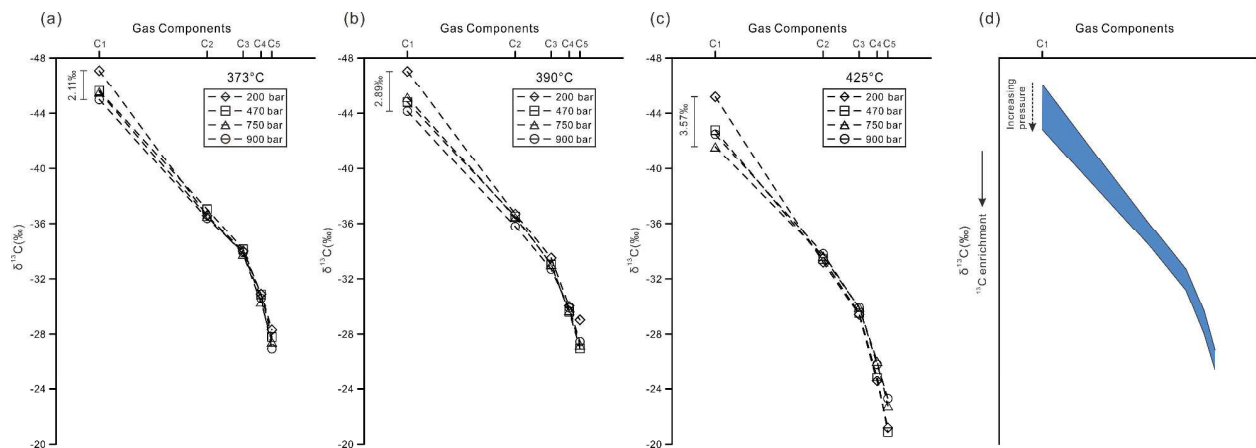 (a)
Gas Components
C1
C2
C3
C4
C5
-48
-44
-40
-36
-32
-28
-24
-20
δ¹³C(‰)
2.11‰
373°C
200 bar
470 bar
750 bar
900 bar
(b)
Gas Components
C1
C2
C3
C4
C5
-48
-44
-40
-36
-32
-28
-24
-20
δ¹³C(‰)
2.89‰
390°C
200 bar
470 bar
750 bar
900 bar
(c)
Gas Components
C1
C2
C3
C4
C5
-48
-44
-40
-36
-32
-28
-24
-20
δ¹³C(‰)
3.57‰
425°C
200 bar
470 bar
750 bar
900 bar
(d)
Gas Components
C1
Increasing
pressure
δ¹³C(‰)
¹³C enrichment